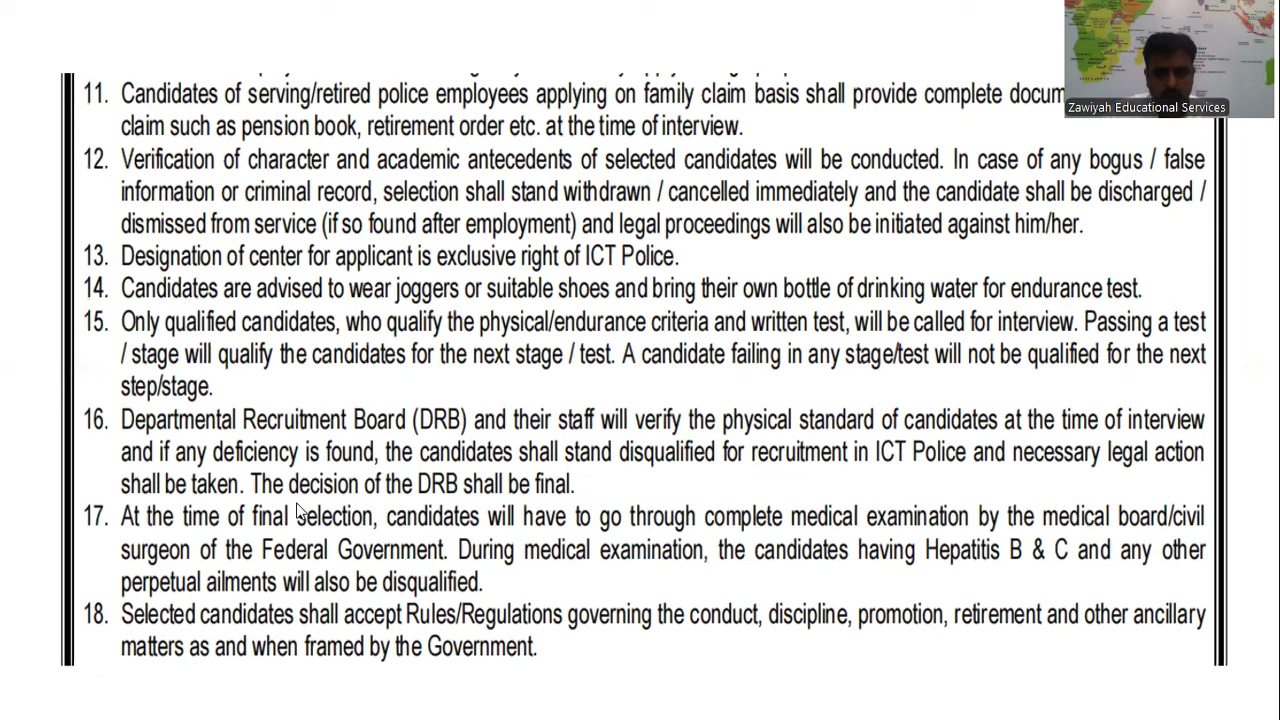 11. Candidates of serving/retired police employees applying on family claim basis shall provide complete
claim such as pension book, retirement order etc. at the time of interview.
12. Verification of character and academic antecedents of selected candidates will be conducted. In case of any bogus / false
information or criminal record, selection shall stand withdrawn / cancelled immediately and the candidate shall be discharged /
dismissed from service (if so found after employment) and legal proceedings will also be initiated against him/her.
13. Designation of center for applicant is exclusive right of ICT Police.
14. Candidates are advised to wear joggers or suitable shoes and bring their own bottle of drinking water for endurance test.
15. Only qualified candidates, who qualify the physical/endurance criteria and written test, will be called for interview. Passing a test
/ stage will qualify the candidates for the next stage / test. A candidate failing in any stage/test will not be qualified for the next
step/stage.
16. Departmental Recruitment Board (DRB) and their staff will verify the physical standard of candidates at the time of interview
and if any deficiency is found, the candidates shall stand disqualified for recruitment in ICT Police and necessary legal action
shall be taken. The decision of the DRB shall be final.
17. At the time of final selection, candidates will have to go through complete medical examination by the medical board/civil
surgeon of the Federal Government. During medical examination, the candidates having Hepatitis B & C and any other
perpetual ailments will also be disqualified.
18. Selected candidates shall accept Rules/Regulations governing the conduct, discipline, promotion, retirement and other ancillary
matters as and when framed by the Government.
Zawiyah Educational Services